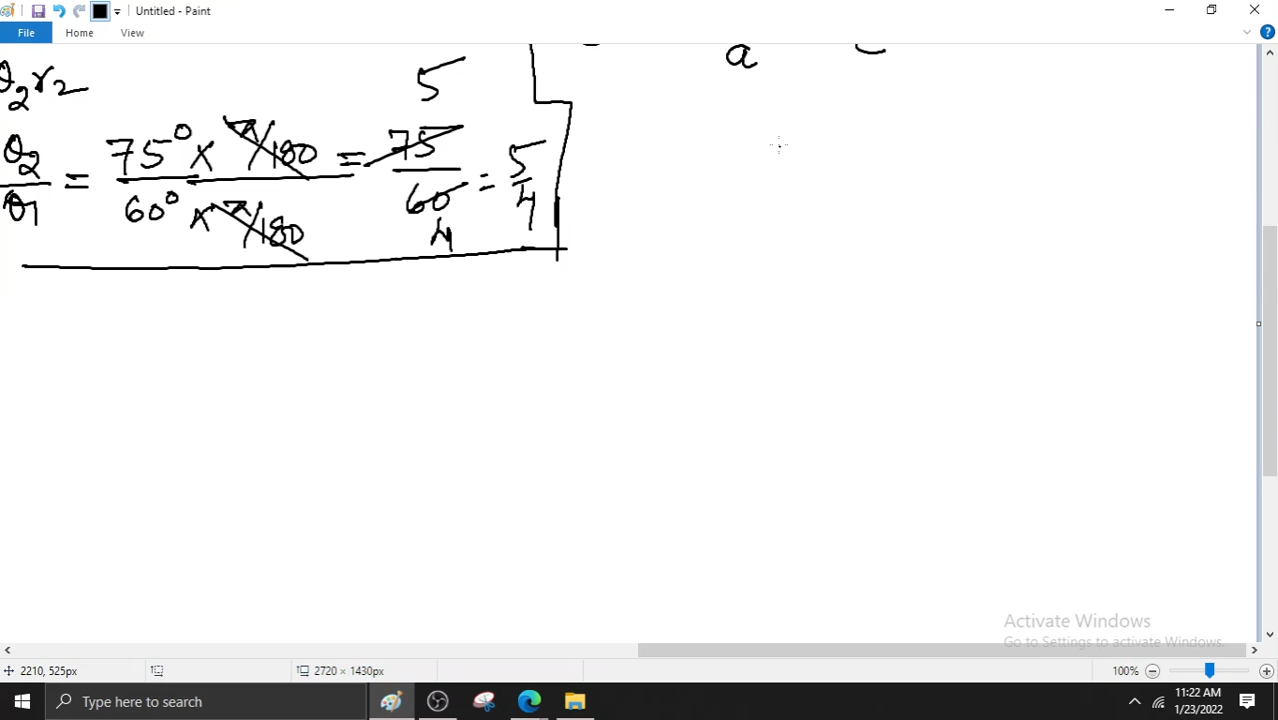 Untitled - Paint
File Home View
a c
θ₂r₂
5
θ₂/θ₁ = 75° × π/180 / 60° × π/180 = 75/60 = 5/4
4
Activate Windows
Go to Settings to activate Windows.
2210, 525px 2720 × 1430px 100%
Type here to search
11:22 AM
1/23/2022